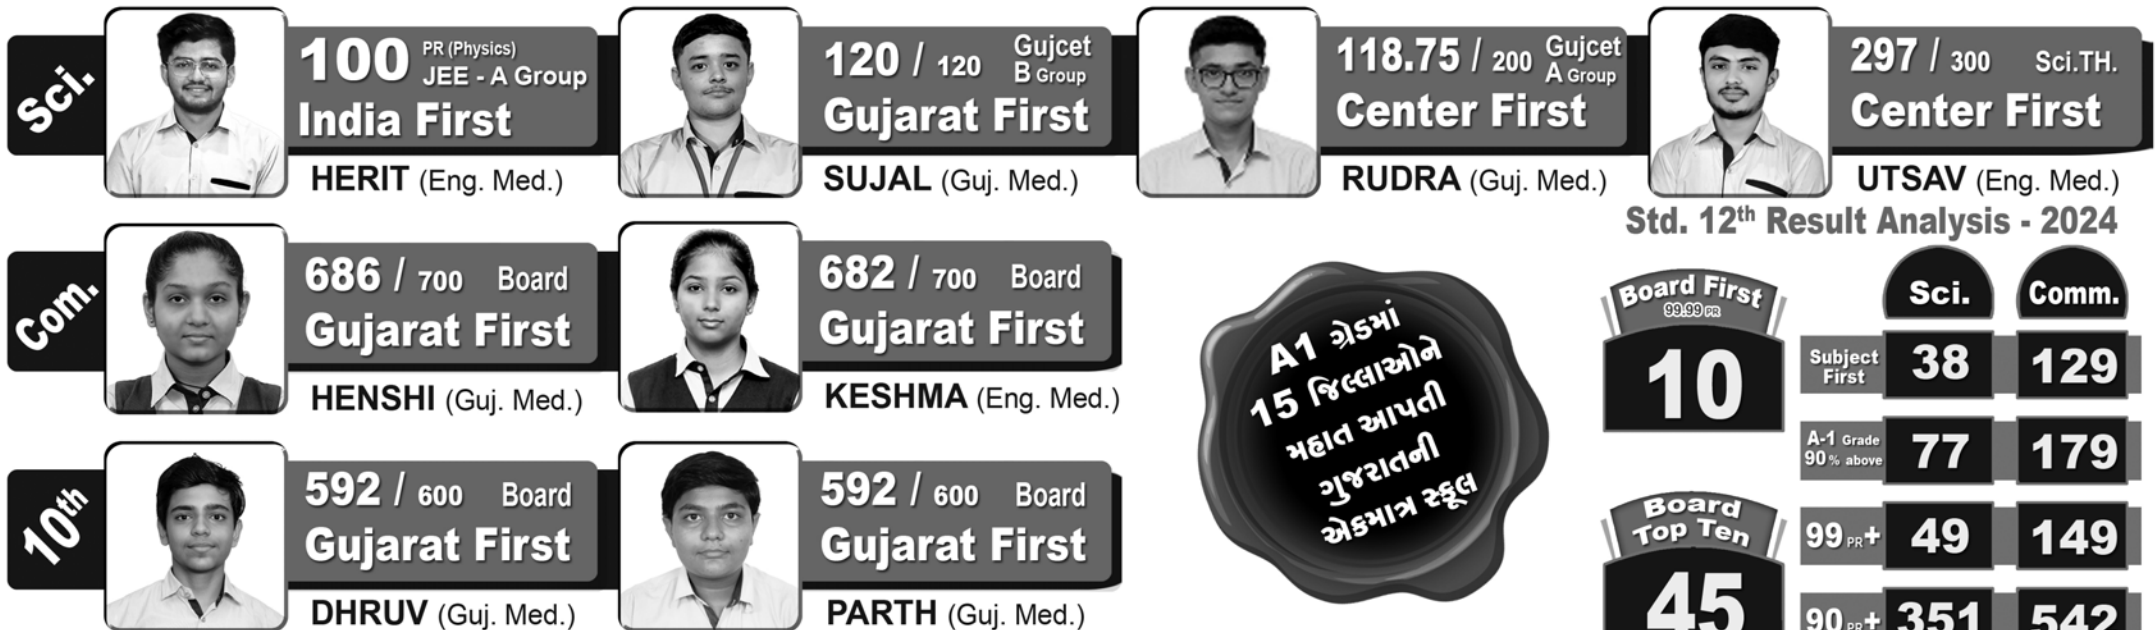 Sci.
100 PR (Physics)
JEE - A Group
India First
HERIT (Eng. Med.)
120 / 120 Gujcet
B Group
Gujarat First
SUJAL (Guj. Med.)
118.75 / 200 Gujcet
A Group
Center First
RUDRA (Guj. Med.)
297 / 300 Sci.TH.
Center First
UTSAV (Eng. Med.)
Com.
686 / 700 Board
Gujarat First
HENSHI (Guj. Med.)
682 / 700 Board
Gujarat First
KESHMA (Eng. Med.)
10th
592 / 600 Board
Gujarat First
DHRUV (Guj. Med.)
592 / 600 Board
Gujarat First
PARTH (Guj. Med.)
A1 ગ્રેડમાં
15 જિલ્લાઓને
મહાત આપતી
ગુજરાતની
એકમાત્ર સ્કૂલ
Std. 12th Result Analysis - 2024
Board First
99.99 PR
10
Board
Top Ten
45
Sci. Comm.
Subject
First 38 129
A-1 Grade
90% above 77 179
99 PR+ 49 149
90 PR+ 351 542